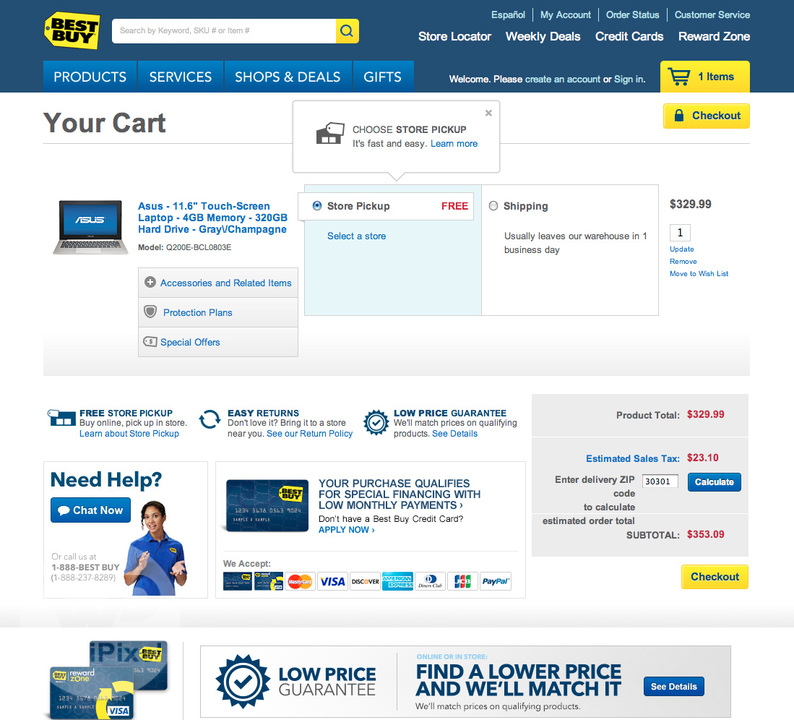 Español | My Account | Order Status | Customer Service
BEST BUY
Search by Keyword, SKU # or Item #
Store Locator Weekly Deals Credit Cards Reward Zone
PRODUCTS SERVICES SHOPS & DEALS GIFTS
Welcome. Please create an account or Sign in.
1 Items
Your Cart
Checkout
CHOOSE STORE PICKUP
It's fast and easy. Learn more
ASUS
Asus - 11.6" Touch-Screen
Laptop - 4GB Memory - 320GB
Hard Drive - Gray\/Champagne
Model: Q200E-BCL0803E
Accessories and Related Items
Protection Plans
Special Offers
Store Pickup FREE
Select a store
Shipping
Usually leaves our warehouse in 1
business day
$329.99
1
Update
Remove
Move to Wish List
FREE STORE PICKUP
Buy online, pick up in store.
Learn about Store Pickup
EASY RETURNS
Don't love it? Bring it to a store
near you. See our Return Policy
LOW PRICE GUARANTEE
We'll match prices on qualifying
products. See Details
Product Total: $329.99
Estimated Sales Tax: $23.10
Enter delivery ZIP
code
to calculate
estimated order total
30301
Calculate
SUBTOTAL: $353.09
Checkout
Need Help?
Chat Now
Or call us at
1-888-BEST BUY
(1-888-237-8289)
BEST BUY
YOUR PURCHASE QUALIFIES
FOR SPECIAL FINANCING WITH
LOW MONTHLY PAYMENTS ›
Don't have a Best Buy Credit Card?
APPLY NOW ›
We Accept:
MasterCard VISA DISCOVER AMERICAN EXPRESS Diners Club JCB PayPal
iPixel
BEST BUY
reward zone
VISA
LOW PRICE
GUARANTEE
ONLINE OR IN STORE:
FIND A LOWER PRICE
AND WE'LL MATCH IT
We'll match prices on qualifying products.
See Details